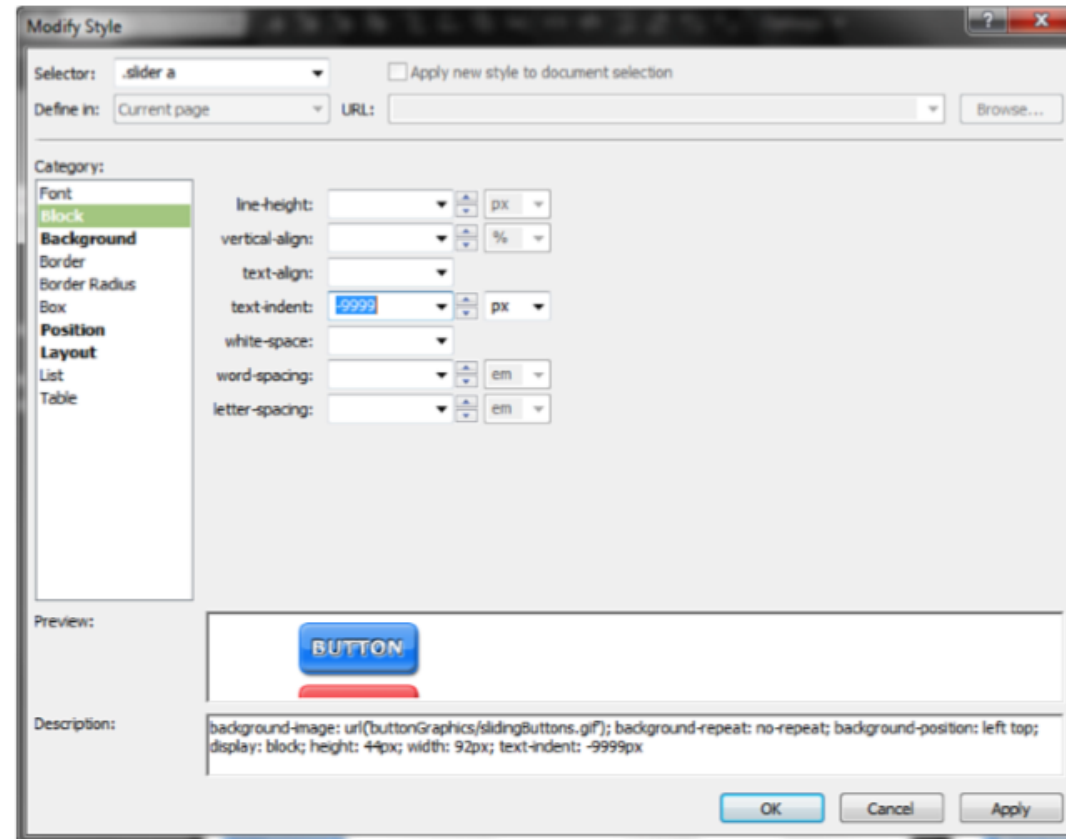 Modify Style
?
X
Selector: .slider a Apply new style to document selection
Define in: Current page URL: Browse...
Category:
Font
Block
Background
Border
Border Radius
Box
Position
Layout
List
Table
line-height: px
vertical-align: %
text-align:
text-indent: -9999 px
white-space:
word-spacing: em
letter-spacing: em
Preview:
BUTTON
Description:
background-image: url('buttonGraphics/slidingButtons.gif'); background-repeat: no-repeat; background-position: left top;
display: block; height: 44px; width: 92px; text-indent: -9999px
OK Cancel Apply